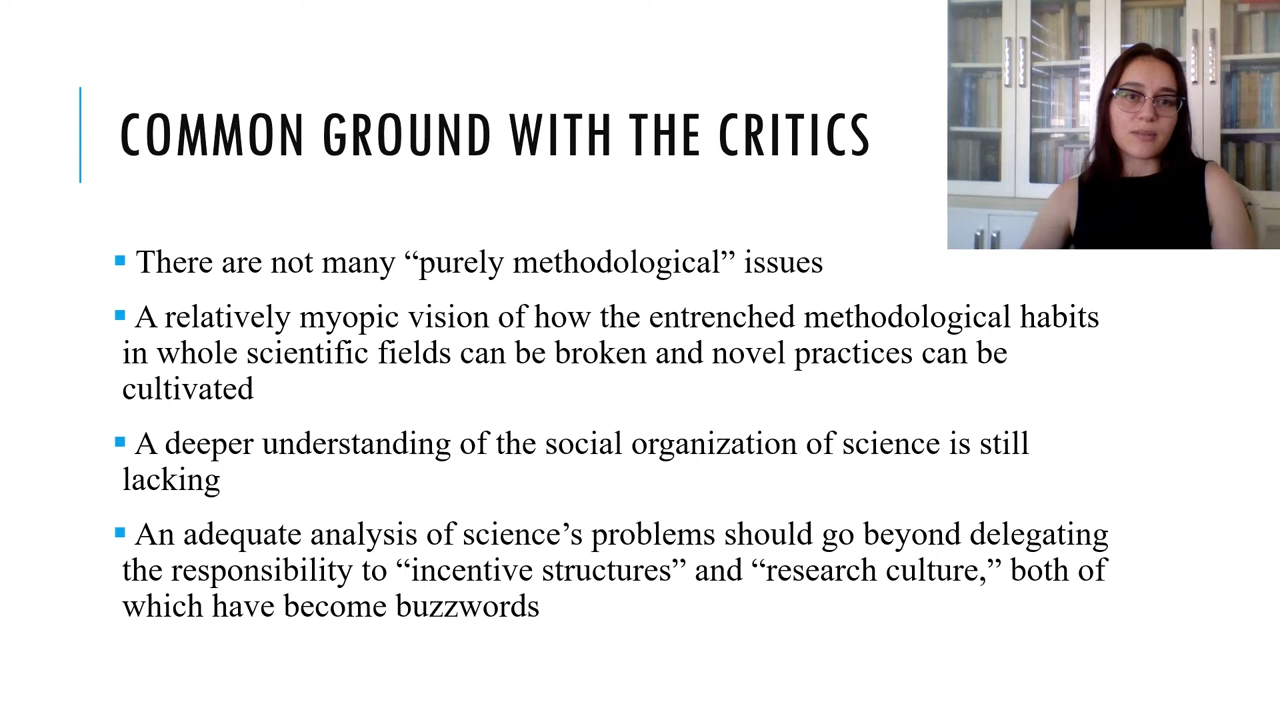 COMMON GROUND WITH THE CRITICS
▪ There are not many “purely methodological” issues
▪ A relatively myopic vision of how the entrenched methodological habits
in whole scientific fields can be broken and novel practices can be
cultivated
▪ A deeper understanding of the social organization of science is still
lacking
▪ An adequate analysis of science’s problems should go beyond delegating
the responsibility to “incentive structures” and “research culture,” both of
which have become buzzwords